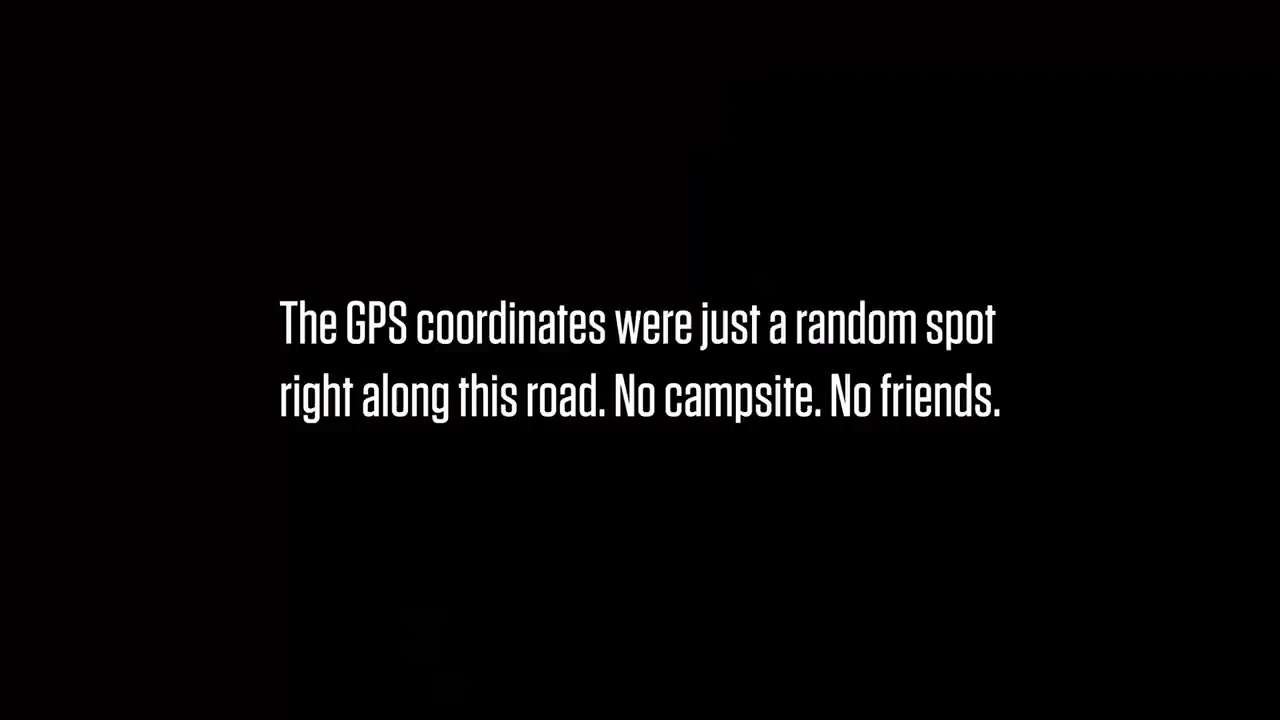 The GPS coordinates were just a random spot
right along this road. No campsite. No friends.